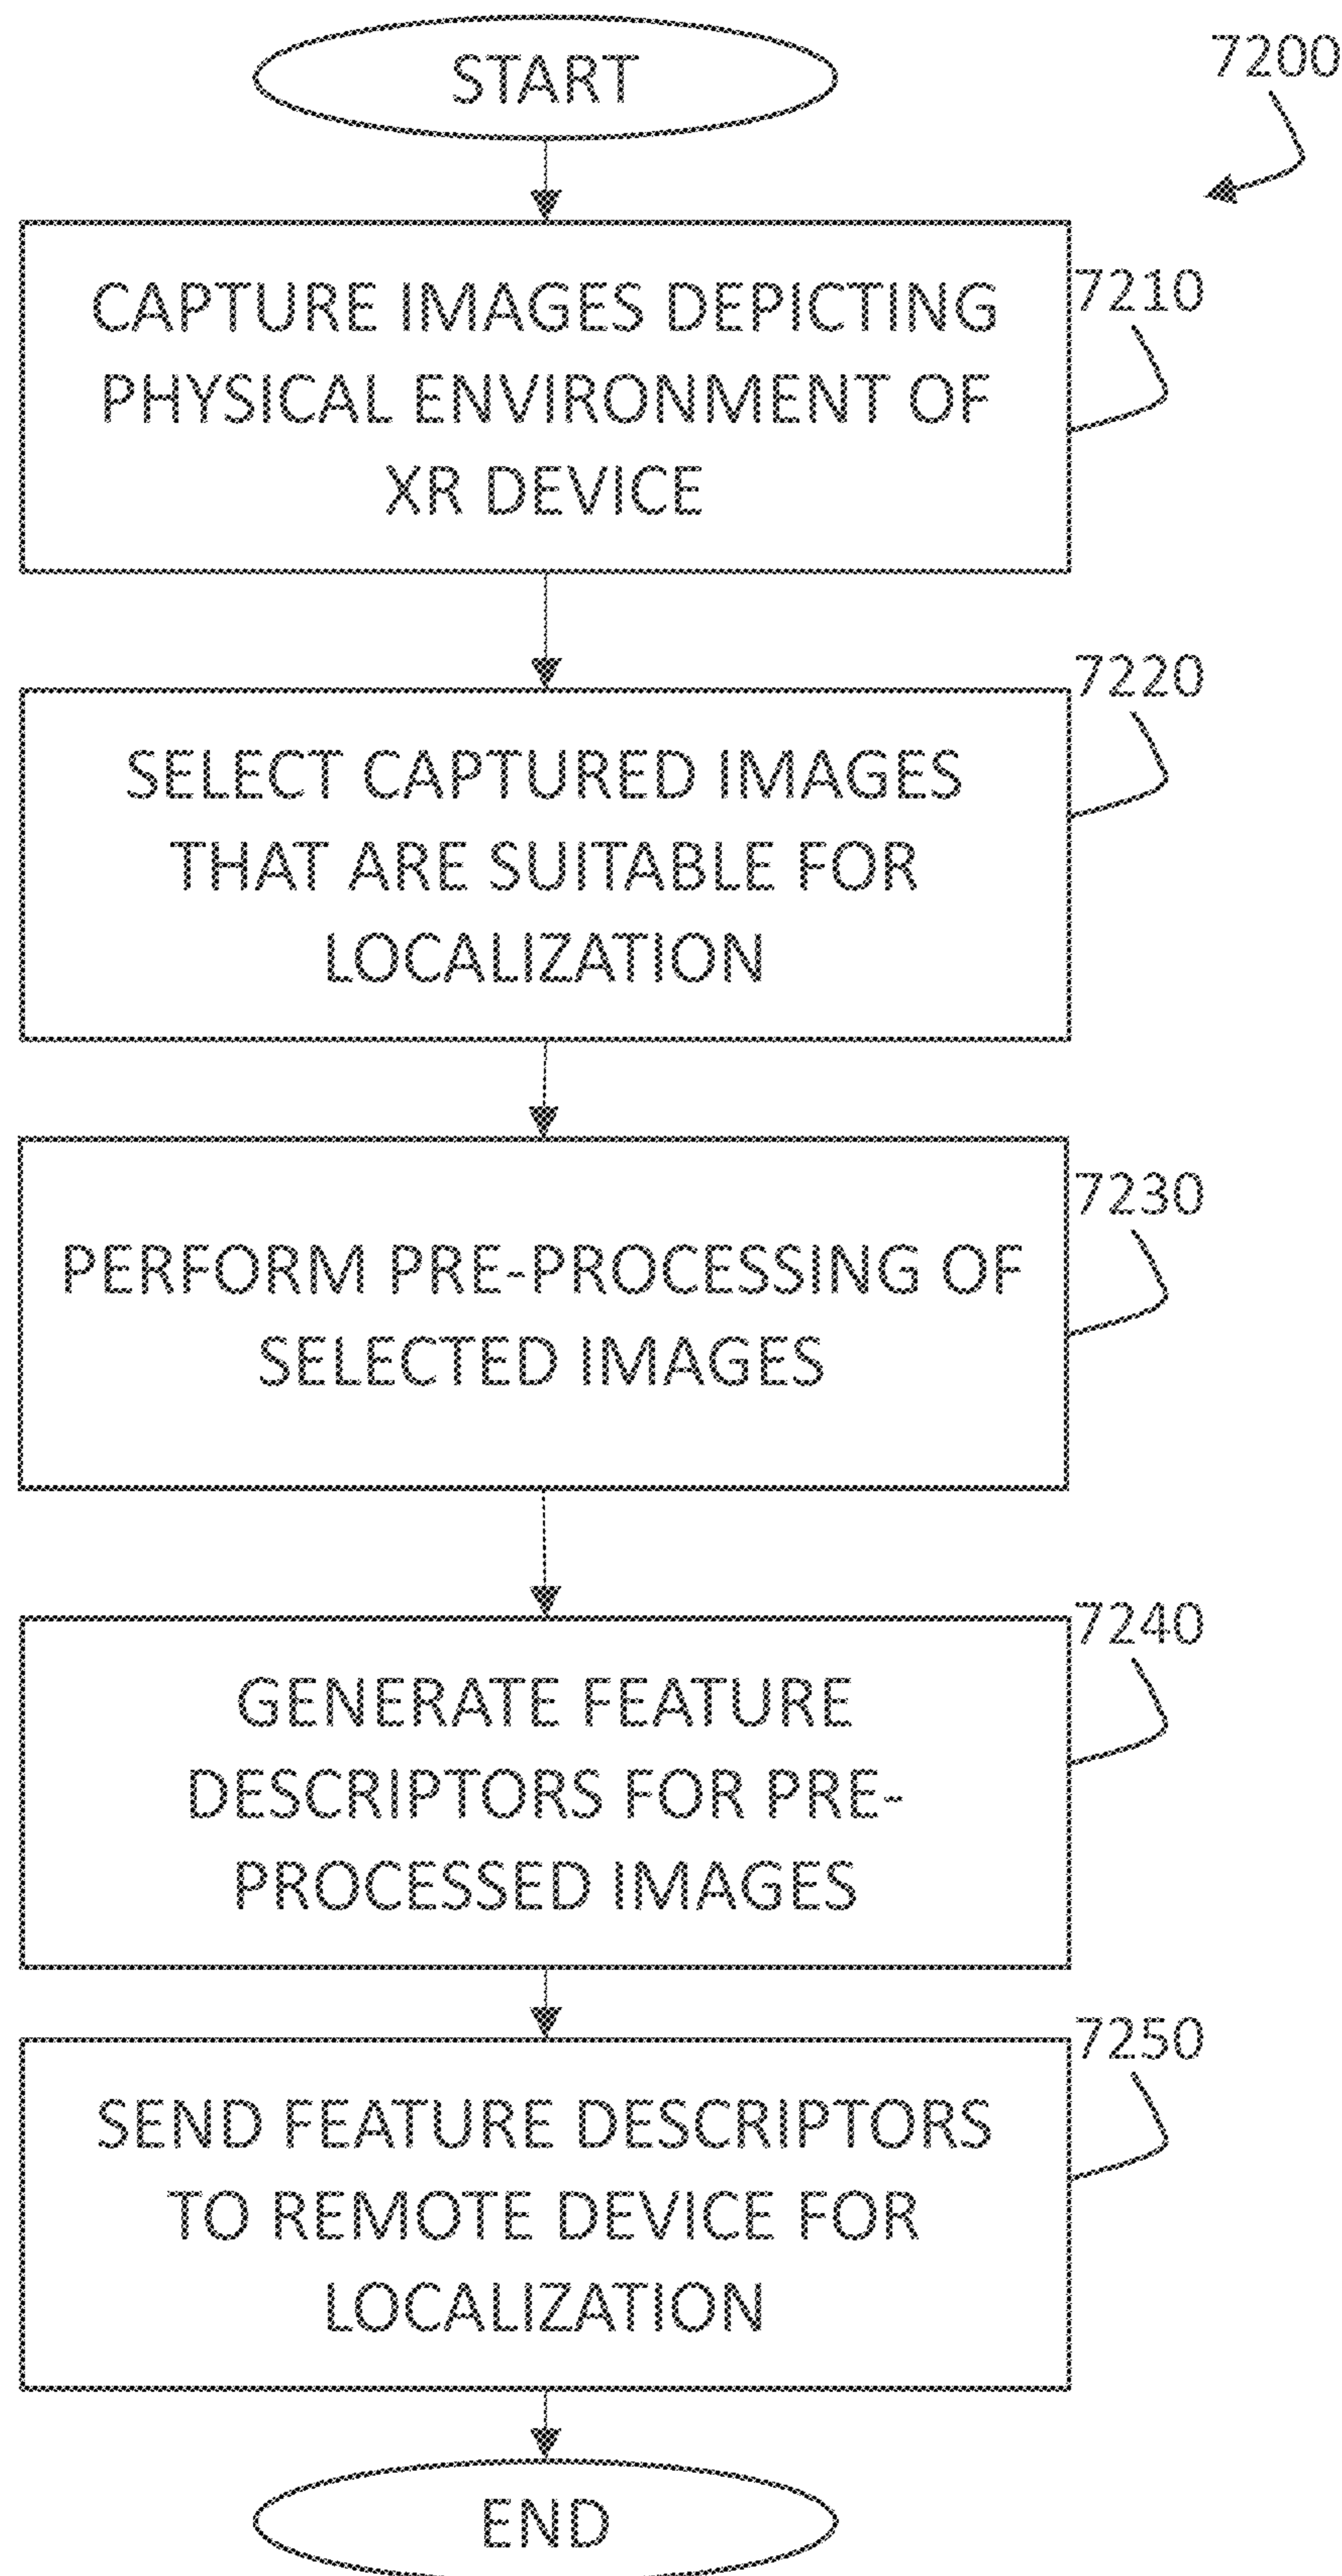 START
7200
CAPTURE IMAGES DEPICTING
PHYSICAL ENVIRONMENT OF
XR DEVICE
7210
SELECT CAPTURED IMAGES
THAT ARE SUITABLE FOR
LOCALIZATION
7220
PERFORM PRE-PROCESSING OF
SELECTED IMAGES
7230
GENERATE FEATURE
DESCRIPTORS FOR PRE-
PROCESSED IMAGES
7240
SEND FEATURE DESCRIPTORS
TO REMOTE DEVICE FOR
LOCALIZATION
7250
END